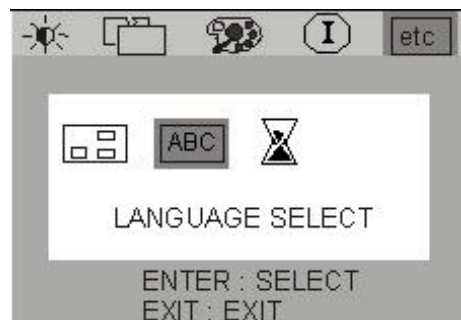 I etc
ABC
LANGUAGE SELECT
ENTER : SELECT
EXIT : EXIT